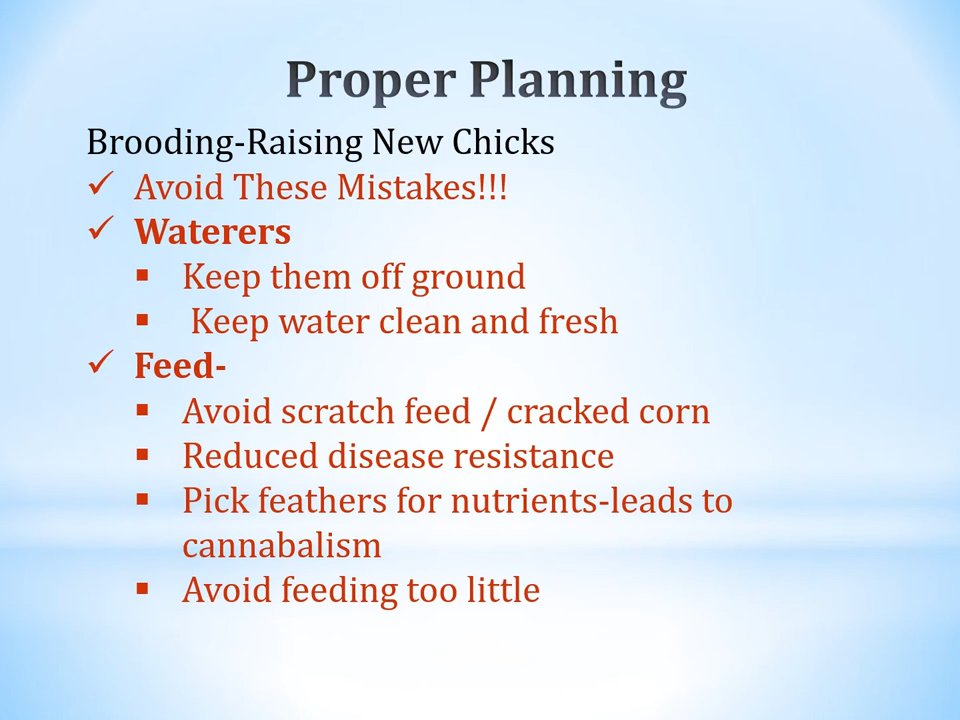 Proper Planning
Brooding-Raising New Chicks
✓ Avoid These Mistakes!!!
✓ Waterers
▪ Keep them off ground
▪ Keep water clean and fresh
✓ Feed-
▪ Avoid scratch feed / cracked corn
▪ Reduced disease resistance
▪ Pick feathers for nutrients-leads to
cannabalism
▪ Avoid feeding too little